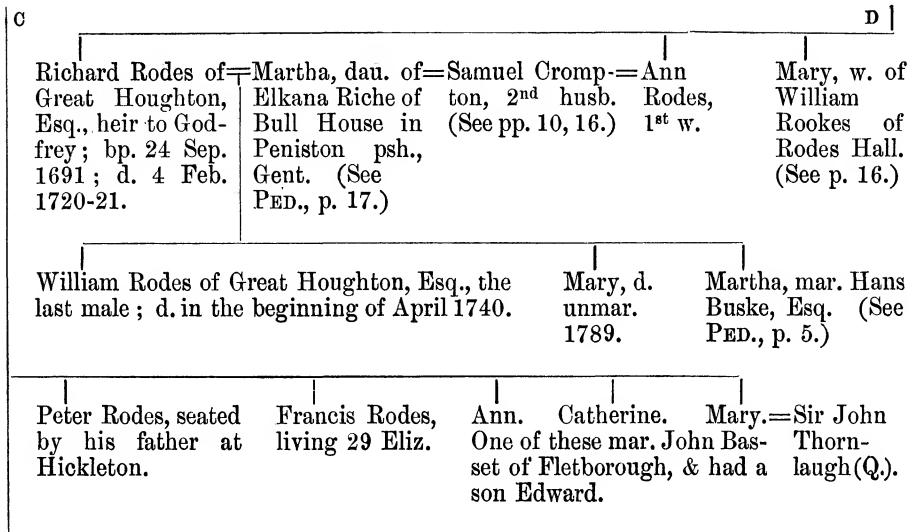 C
D
Richard Rodes of
Great Houghton,
Esq., heir to God-
frey; bp. 24 Sep.
1691; d. 4 Feb.
1720-21.
=Martha, dau. of
Elkana Riche of
Bull House in
Peniston psh.,
Gent. (See
PED., p. 17.)
=Samuel Cromp-
ton, 2nd husb.
(See pp. 10, 16.)
=Ann
Rodes,
1st w.
Mary, w. of
William
Rookes of
Rodes Hall.
(See p. 16.)
William Rodes of Great Houghton, Esq., the
last male; d. in the beginning of April 1740.
Mary, d.
unmar.
1789.
Martha, mar. Hans
Buske, Esq. (See
PED., p. 5.)
Peter Rodes, seated
by his father at
Hickleton.
Francis Rodes,
living 29 Eliz.
Ann. Catherine. Mary.
One of these mar. John Bas-
set of Fletborough, & had a
son Edward.
=Sir John
Thorn-
laugh (Q.).